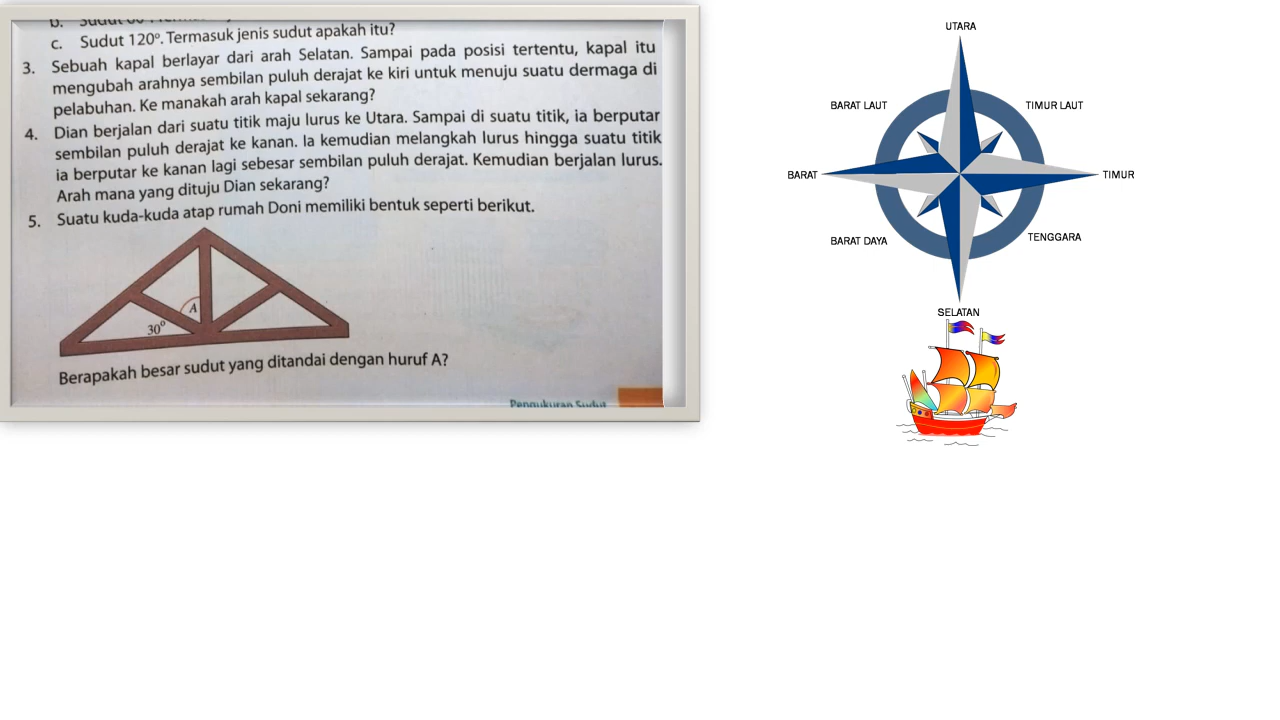 c. Sudut 120°. Termasuk jenis sudut apakah itu?
3. Sebuah kapal berlayar dari arah Selatan. Sampai pada posisi tertentu, kapal itu
mengubah arahnya sembilan puluh derajat ke kiri untuk menuju suatu dermaga di
pelabuhan. Ke manakah arah kapal sekarang?
4. Dian berjalan dari suatu titik maju lurus ke Utara. Sampai di suatu titik, ia berputar
sembilan puluh derajat ke kanan. Ia kemudian melangkah lurus hingga suatu titik
ia berputar ke kanan lagi sebesar sembilan puluh derajat. Kemudian berjalan lurus.
Arah mana yang dituju Dian sekarang?
5. Suatu kuda-kuda atap rumah Doni memiliki bentuk seperti berikut.
A
30°
Berapakah besar sudut yang ditandai dengan huruf A?
Pengukuran Sudut
UTARA
BARAT LAUT
TIMUR LAUT
BARAT
TIMUR
BARAT DAYA
TENGGARA
SELATAN